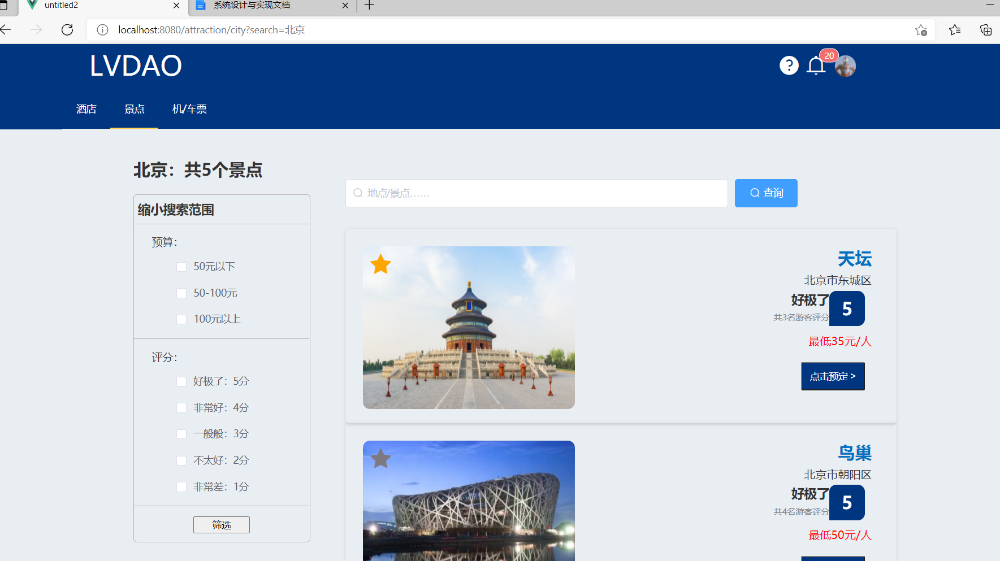 untitled2
系统设计与实现文档
localhost:8080/attraction/city?search=北京
LVDAO
20
酒店
景点
机/车票
北京：共5个景点
缩小搜索范围
预算：
50元以下
50-100元
100元以上
评分：
好极了：5分
非常好：4分
一般般：3分
不太好：2分
非常差：1分
筛选
地点/景点……
查询
天坛
北京市东城区
好极了
5
共3名游客评分
最低35元/人
点击预定 >
鸟巢
北京市朝阳区
好极了
5
共4名游客评分
最低50元/人